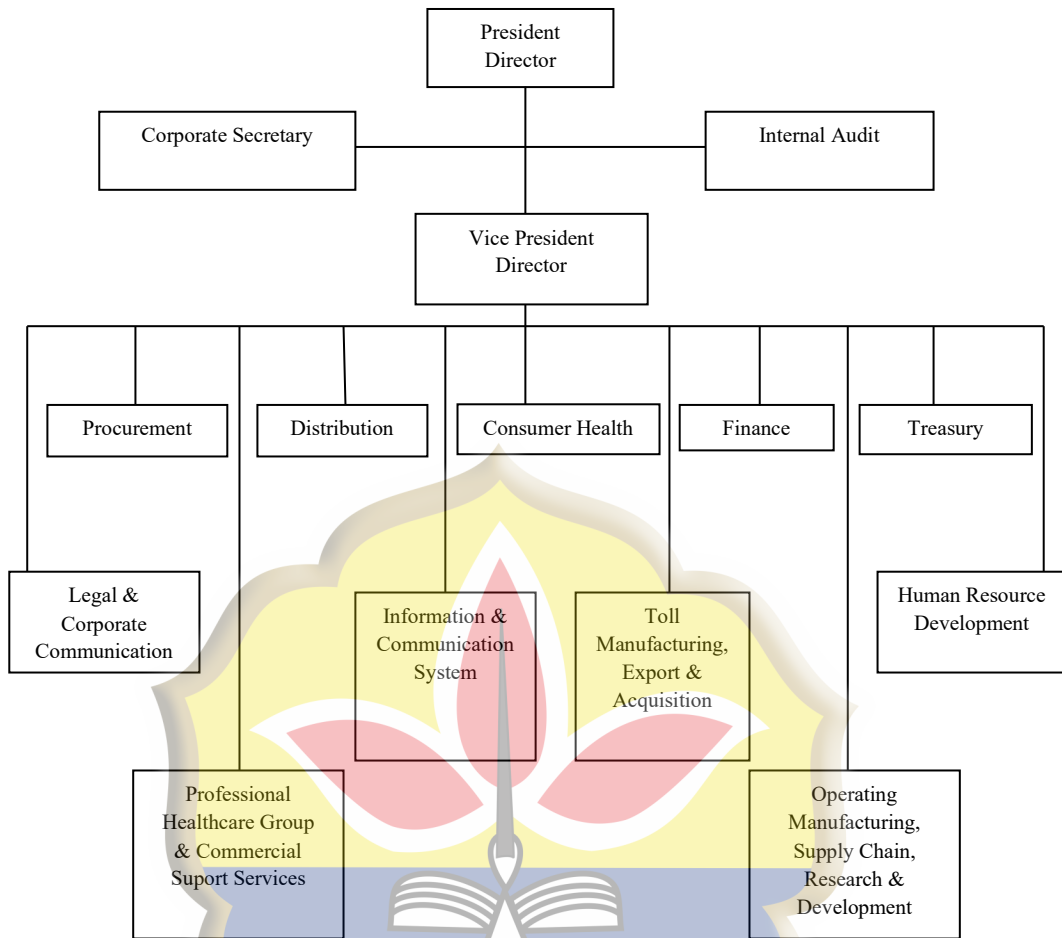 President
Director
Corporate Secretary
Internal Audit
Vice President
Director
Procurement
Distribution
Consumer Health
Finance
Treasury
Legal &
Corporate
Communication
Information &
Communication
System
Toll
Manufacturing,
Export &
Acquisition
Human Resource
Development
Professional
Healthcare Group
& Commercial
Suport Services
Operating
Manufacturing,
Supply Chain,
Research &
Development